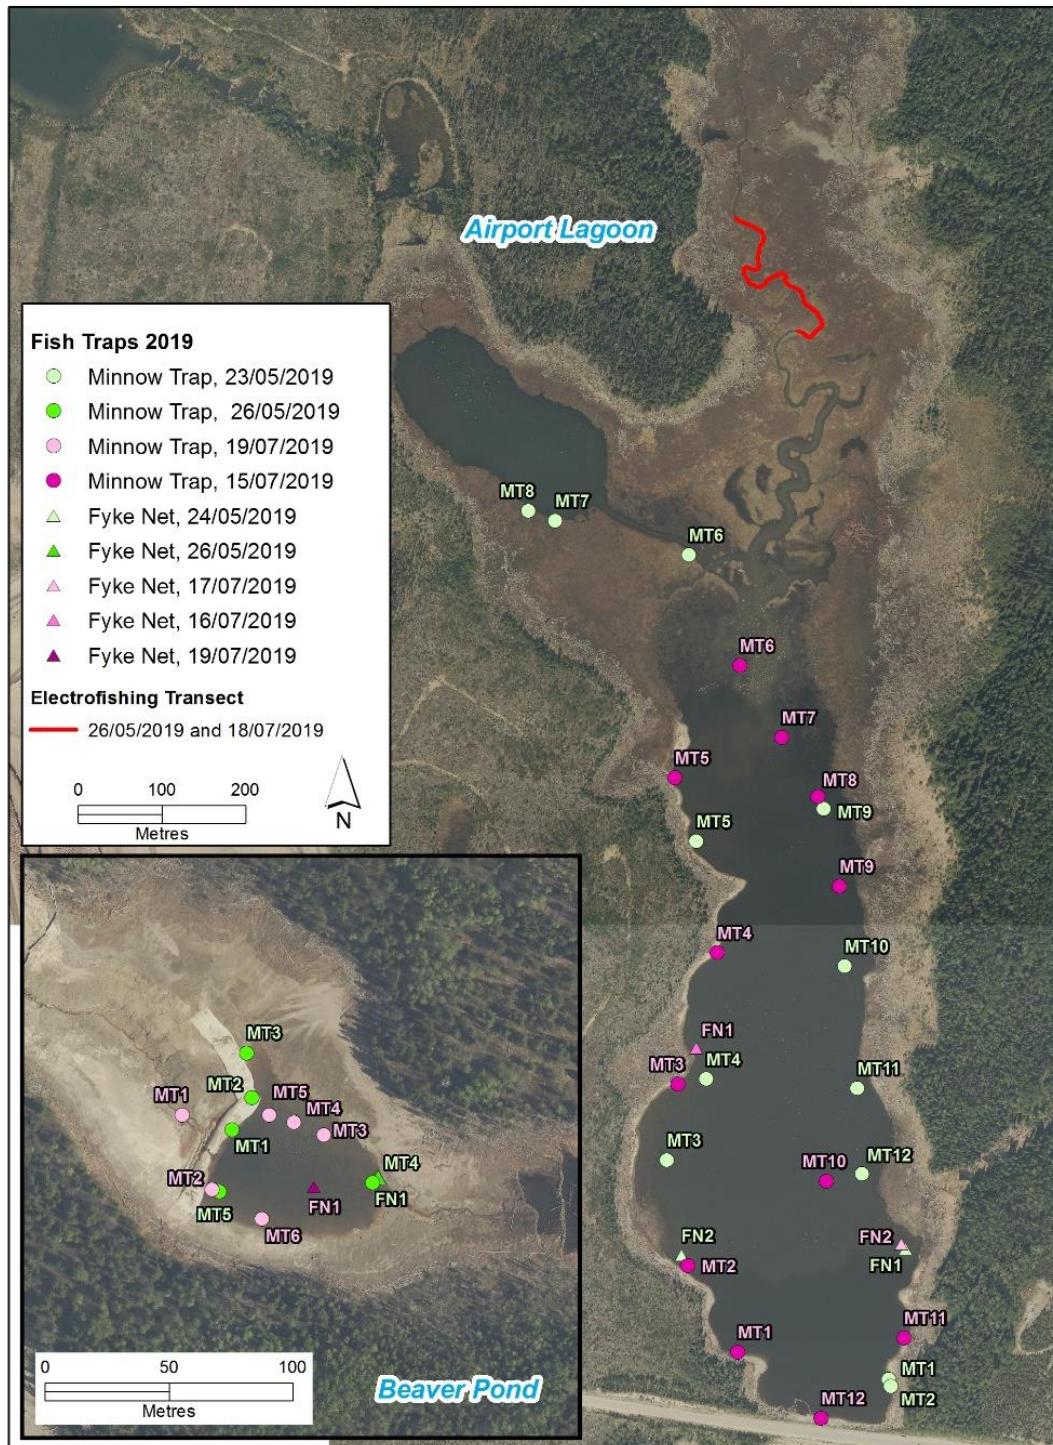 Airport Lagoon
Fish Traps 2019
Minnow Trap, 23/05/2019
Minnow Trap, 26/05/2019
Minnow Trap, 19/07/2019
Minnow Trap, 15/07/2019
Fyke Net, 24/05/2019
Fyke Net, 26/05/2019
Fyke Net, 17/07/2019
Fyke Net, 16/07/2019
Fyke Net, 19/07/2019
Electrofishing Transect
26/05/2019 and 18/07/2019
0 100 200
Metres
N
MT8
MT7
MT6
MT6
MT7
MT5
MT8
MT9
MT5
MT9
MT4
MT10
FN1
MT3
MT4
MT11
MT3
MT10
MT12
FN2
MT2
FN2
FN1
MT1
MT11
MT1
MT2
MT12
MT3
MT2
MT1
MT5
MT4
MT3
MT1
MT2
MT5
MT4
FN1
FN1
MT6
0 50 100
Metres
Beaver Pond